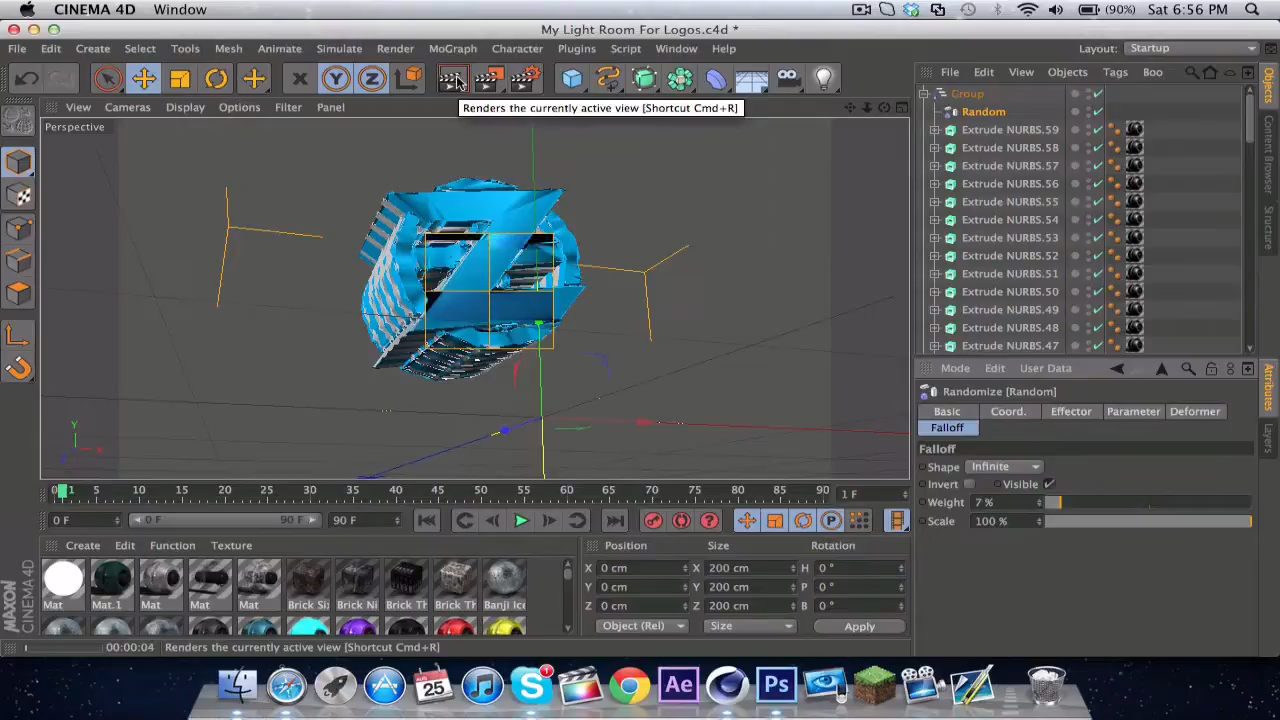 CINEMA 4D Window (90%) Sat 6:56 PM
My Light Room For Logos.c4d *
File Edit Create Select Tools Mesh Animate Simulate Render MoGraph Character Plugins Script Window Help Layout: Startup
File Edit View Objects Tags Boo
View Cameras Display Options Filter Panel
Renders the currently active view [Shortcut Cmd+R]
Perspective
Y
X
Group
Random
Extrude NURBS.59
Extrude NURBS.58
Extrude NURBS.57
Extrude NURBS.56
Extrude NURBS.55
Extrude NURBS.54
Extrude NURBS.53
Extrude NURBS.52
Extrude NURBS.51
Extrude NURBS.50
Extrude NURBS.49
Extrude NURBS.48
Extrude NURBS.47
Objects
Content Browser
Structure
Mode Edit User Data
Randomize [Random]
Basic Coord. Effector Parameter Deformer
Falloff
Falloff
Shape Infinite
Invert Visible
Weight 7 %
Scale 100 %
Attributes
Layers
0 1 5 10 15 20 25 30 35 40 45 50 55 60 65 70 75 80 85 90 1 F
0 F 0 F 90 F 90 F
Create Edit Function Texture
Mat Mat.1 Mat Mat Mat Brick Si Brick Ni Brick Th Brick Th Banji Ice
MAXON CINEMA 4D
Position Size Rotation
X 0 cm X 200 cm H 0 °
Y 0 cm Y 200 cm P 0 °
Z 0 cm Z 200 cm B 0 °
Object (Rel) Size Apply
00:00:04 Renders the currently active view [Shortcut Cmd+R]
25
S 1
Ae
Ps